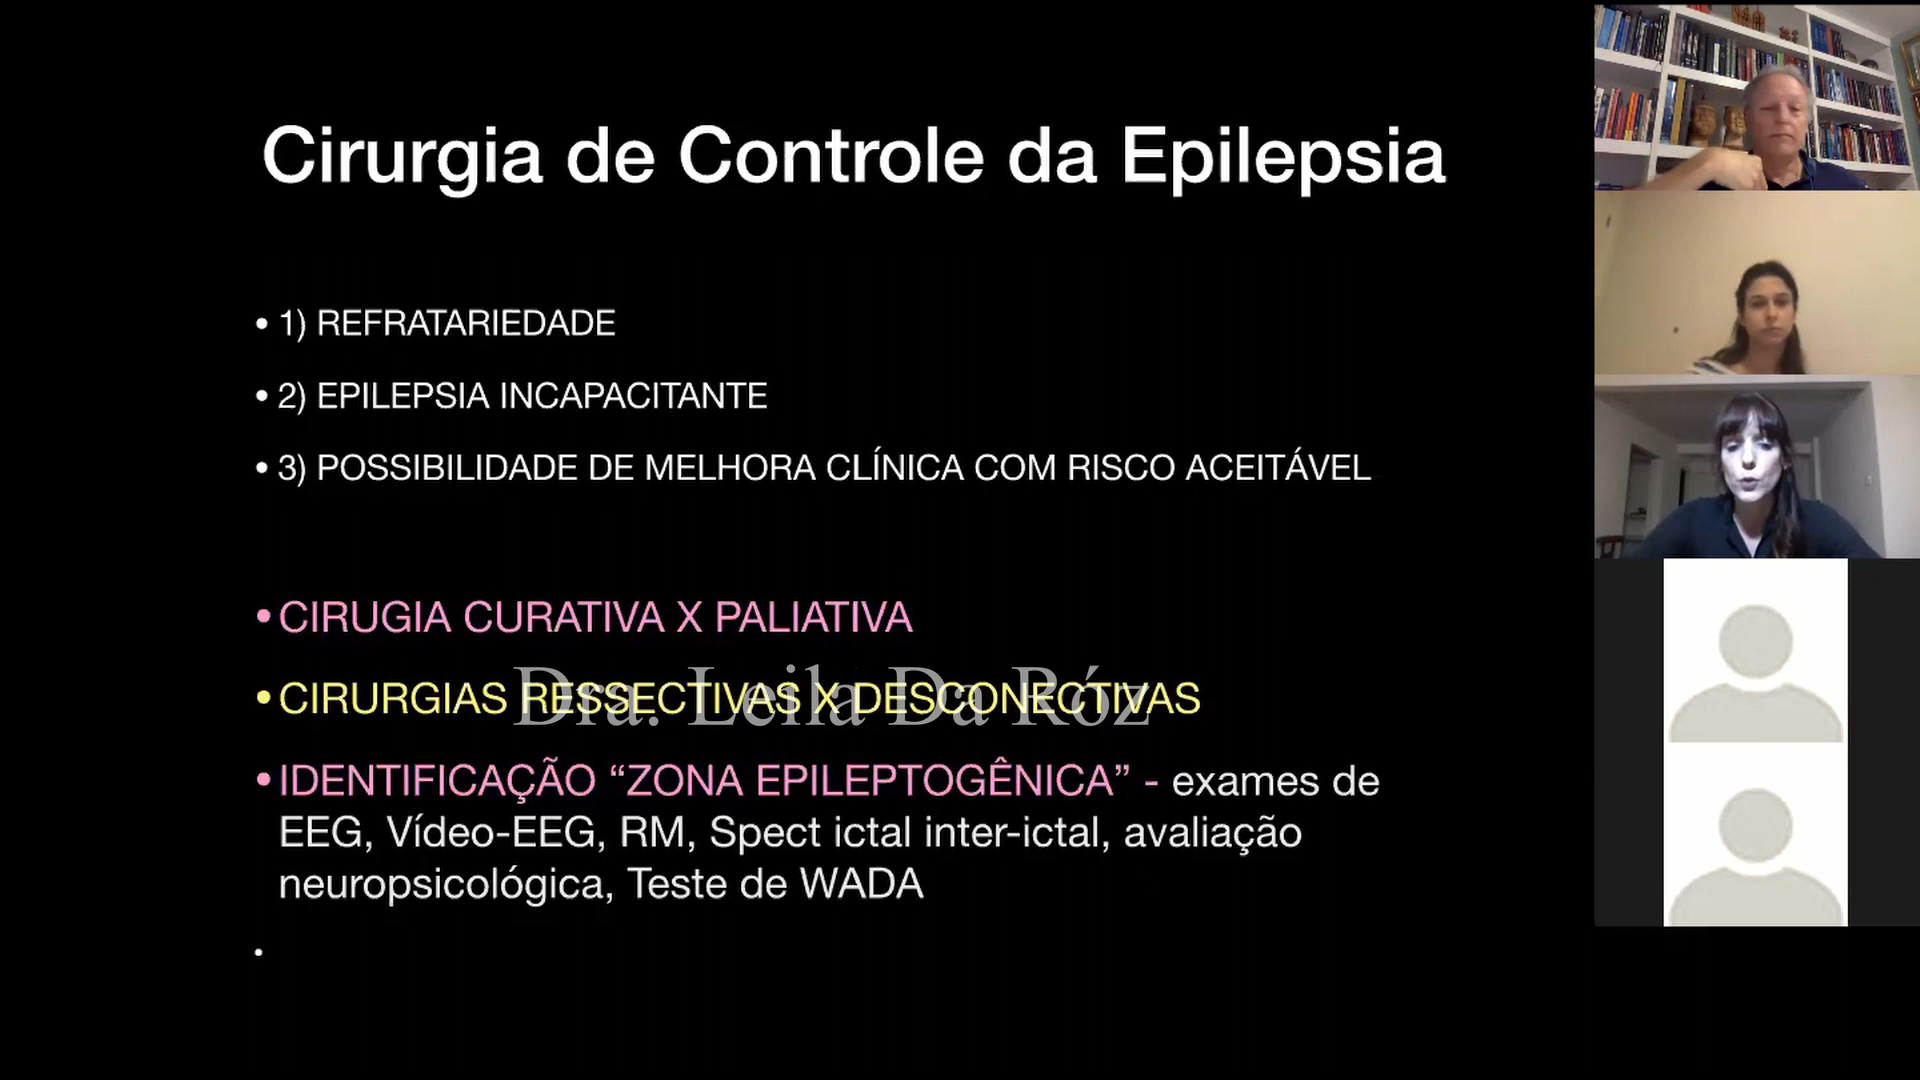 Cirurgia de Controle da Epilepsia
• 1) REFRATARIEDADE
• 2) EPILEPSIA INCAPACITANTE
• 3) POSSIBILIDADE DE MELHORA CLÍNICA COM RISCO ACEITÁVEL
• CIRUGIA CURATIVA X PALIATIVA
• CIRURGIAS RESSECTIVAS X DESCONECTIVAS
Dra. Leila Da Róz
• IDENTIFICAÇÃO “ZONA EPILEPTOGÊNICA” - exames de
EEG, Vídeo-EEG, RM, Spect ictal inter-ictal, avaliação
neuropsicológica, Teste de WADA
•